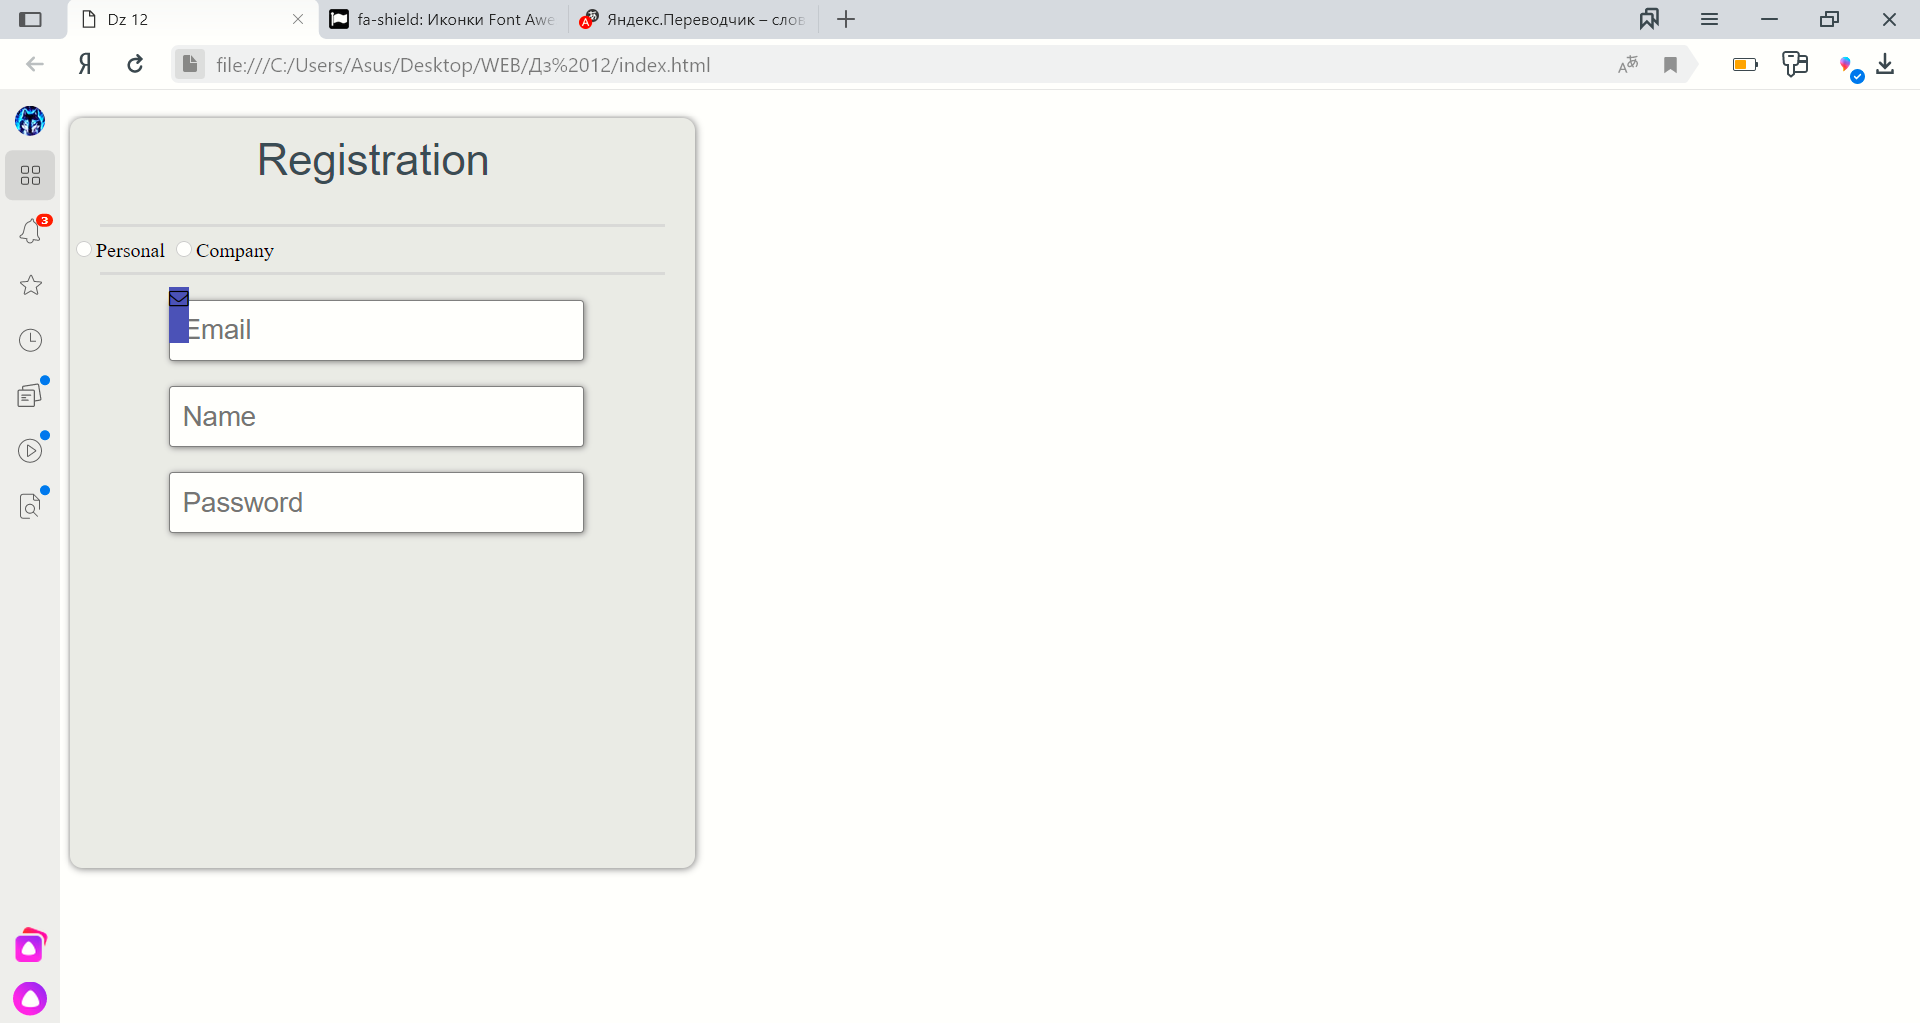 Dz 12
fa-shield: Иконки Font Awe
Яндекс.Переводчик – слов
file:///C:/Users/Asus/Desktop/WEB/Дз%2012/index.html
3
Registration
Personal Company
Email
Name
Password